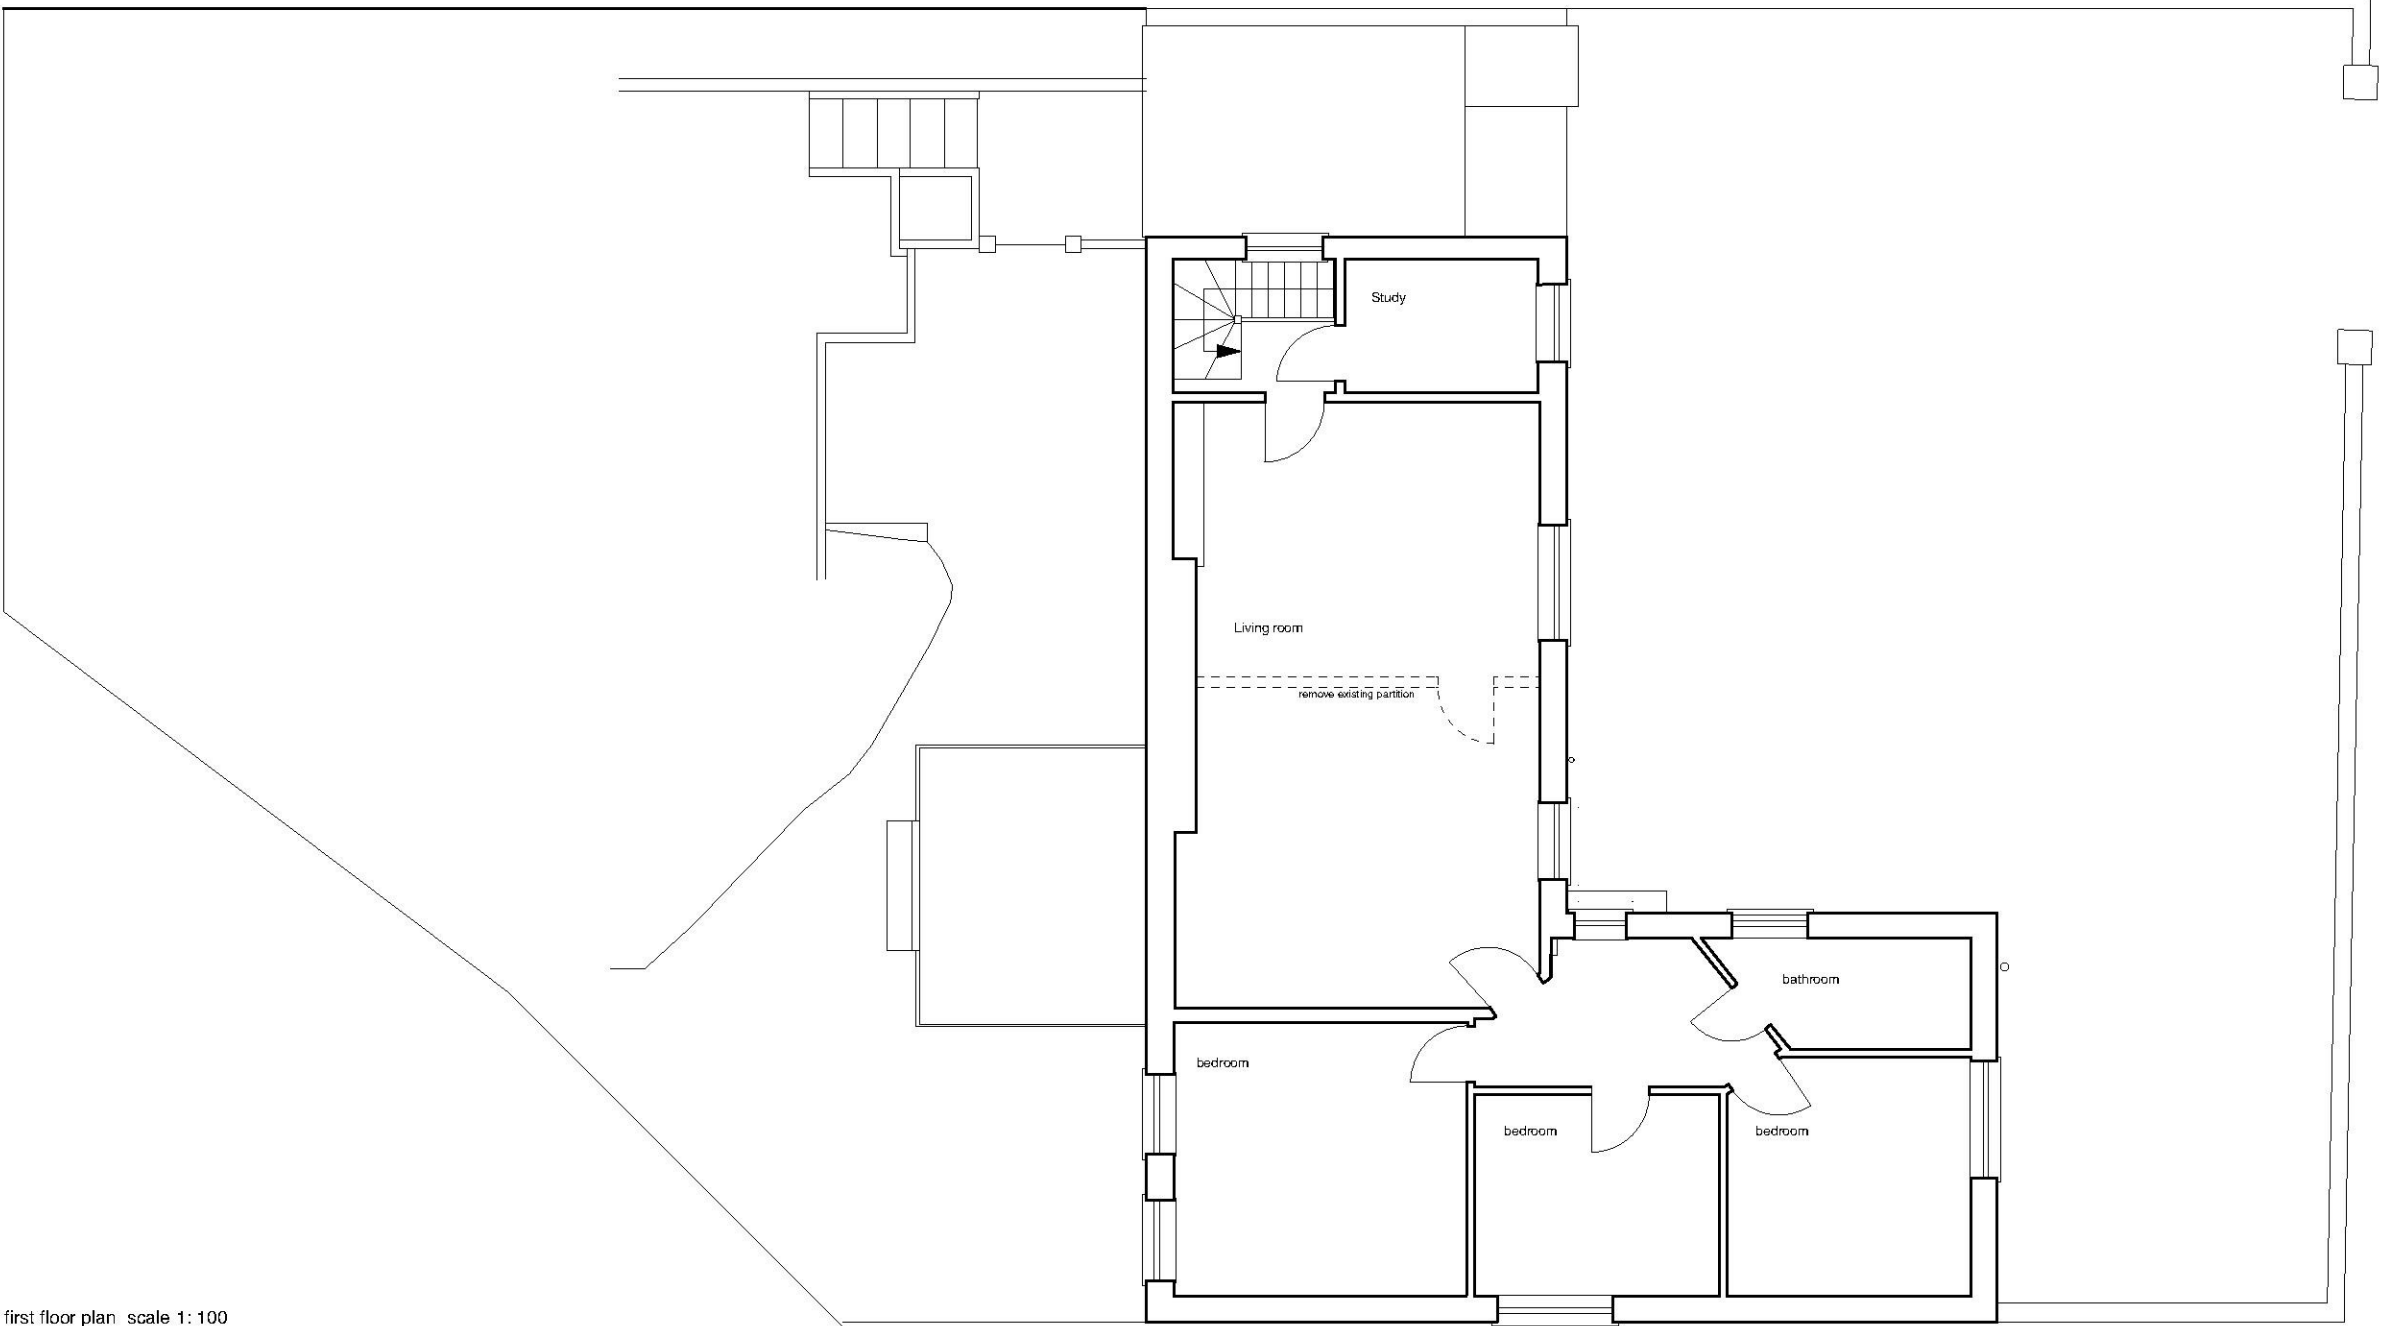 Study
Living room
remove existing partition
bathroom
bedroom
bedroom
bedroom
first floor plan scale 1: 100